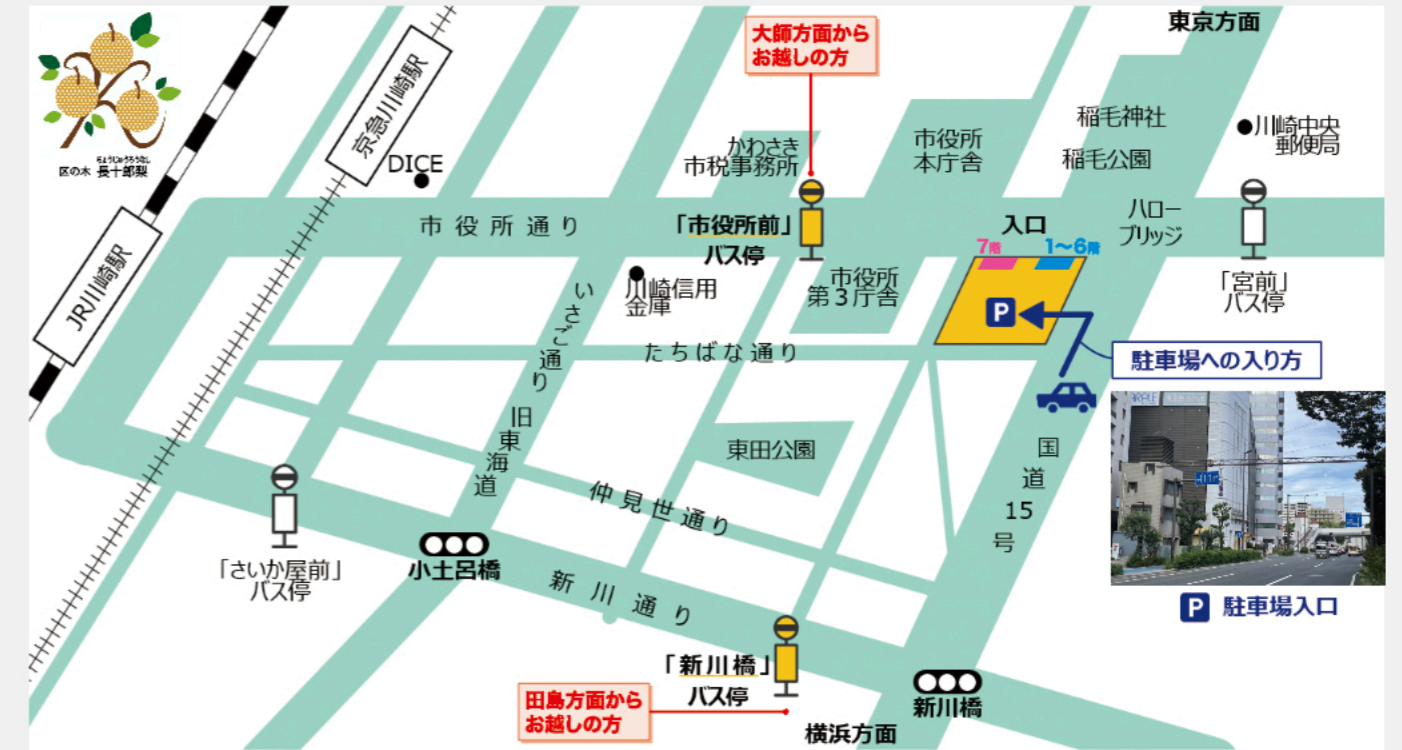 東京方面
大師方面から
お越しの方
京急川崎駅
DICE
ちょうじゅうろうなし
区の木 長十郎梨
かわさき
市税事務所
市役所
本庁舎
稲毛神社
稲毛公園
川崎中央
郵便局
JR川崎駅
市役所通り
「市役所前」
バス停
入口
7階
1～6階
ハロー
ブリッジ
川崎信用
金庫
市役所
第3庁舎
「宮前」
バス停
P
いさご通り
たちばな通り
駐車場への入り方
旧東海道
東田公園
国道15号
仲見世通り
「さいか屋前」
バス停
小土呂橋
新川通り
P 駐車場入口
「新川橋」
バス停
田島方面から
お越しの方
新川橋
横浜方面